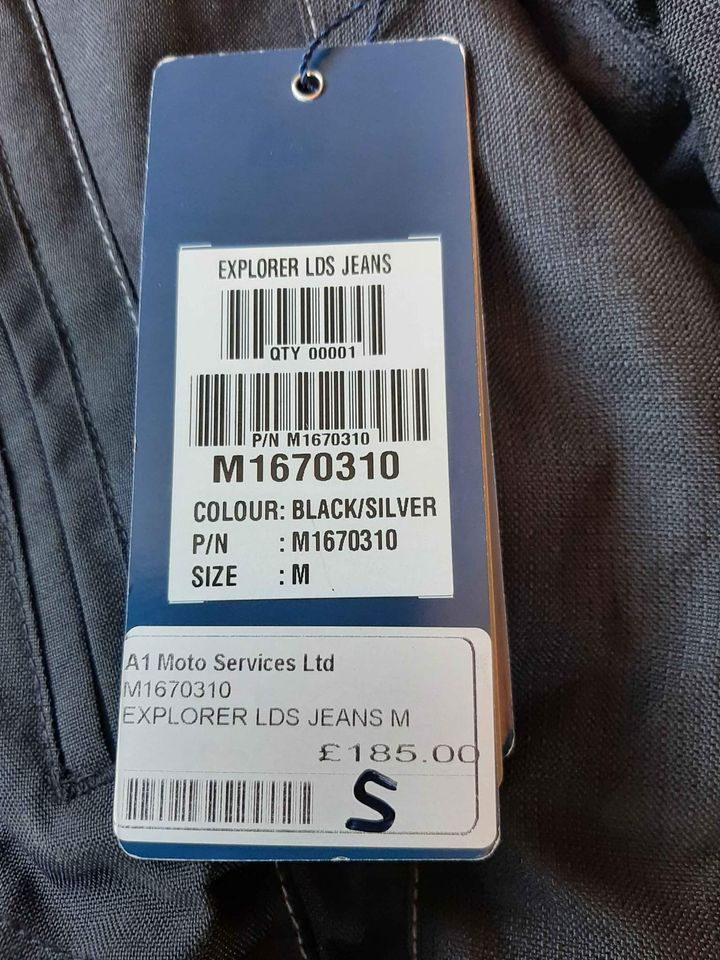 EXPLORER LDS JEANS
QTY 00001
P/N M1670310
M1670310
COLOUR: BLACK/SILVER
P/N : M1670310
SIZE : M
A1 Moto Services Ltd
M1670310
EXPLORER LDS JEANS M
£185.00
S